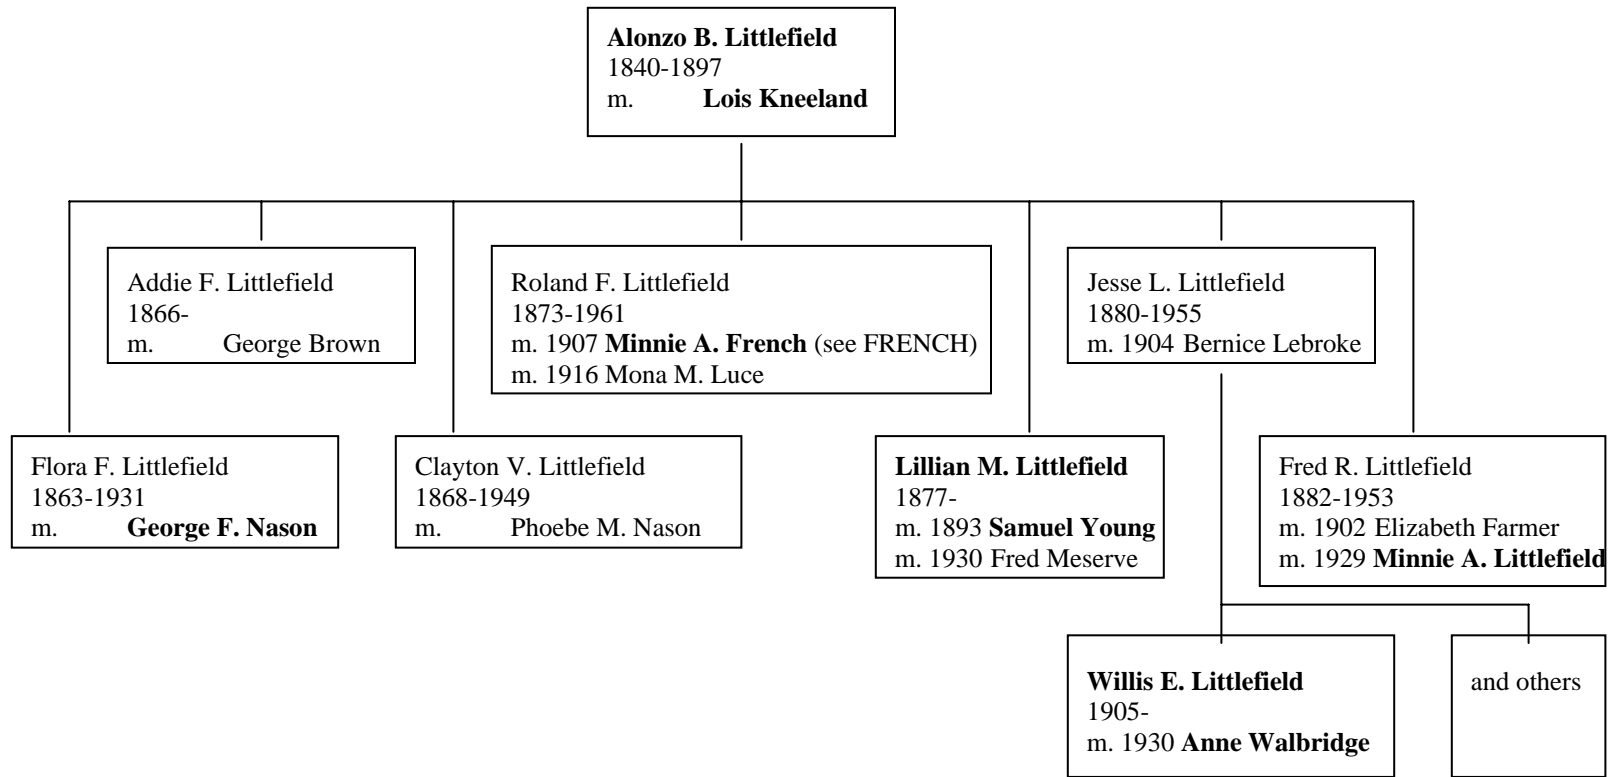 Alonzo B. Littlefield
1840-1897
m. Lois Kneeland
Addie F. Littlefield
1866-
m. George Brown
Roland F. Littlefield
1873-1961
m. 1907 Minnie A. French (see FRENCH)
m. 1916 Mona M. Luce
Jesse L. Littlefield
1880-1955
m. 1904 Bernice Lebroke
Flora F. Littlefield
1863-1931
m. George F. Nason
Clayton V. Littlefield
1868-1949
m. Phoebe M. Nason
Lillian M. Littlefield
1877-
m. 1893 Samuel Young
m. 1930 Fred Meserve
Fred R. Littlefield
1882-1953
m. 1902 Elizabeth Farmer
m. 1929 Minnie A. Littlefield
Willis E. Littlefield
1905-
m. 1930 Anne Walbridge
and others